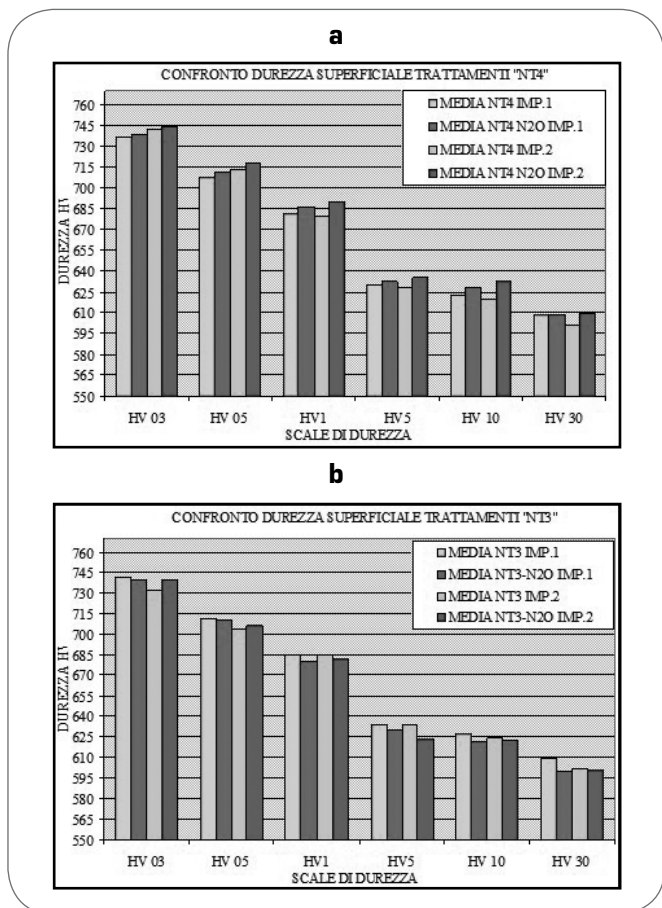 a
CONFRONTO DUREZZA SUPERFICIALE TRATTAMENTI "NT4"
MEDIA NT4 IMP.1
MEDIA NT4 N2O IMP.1
MEDIA NT4 IMP.2
MEDIA NT4 N2O IMP.2
DUREZZA HV
760
745
730
715
700
685
670
655
640
625
610
595
580
565
550
HV 03 HV 05 HV1 HV5 HV 10 HV 30
SCALE DI DUREZZA
b
CONFRONTO DUREZZA SUPERFICIALE TRATTAMENTI "NT3"
MEDIA NT3 IMP.1
MEDIA NT3-N2O IMP.1
MEDIA NT3 IMP.2
MEDIA NT3-N2O IMP.2
DUREZZA HV
760
745
730
715
700
685
670
655
640
625
610
595
580
565
550
HV 03 HV 05 HV1 HV5 HV 10 HV 30
SCALE DI DUREZZA